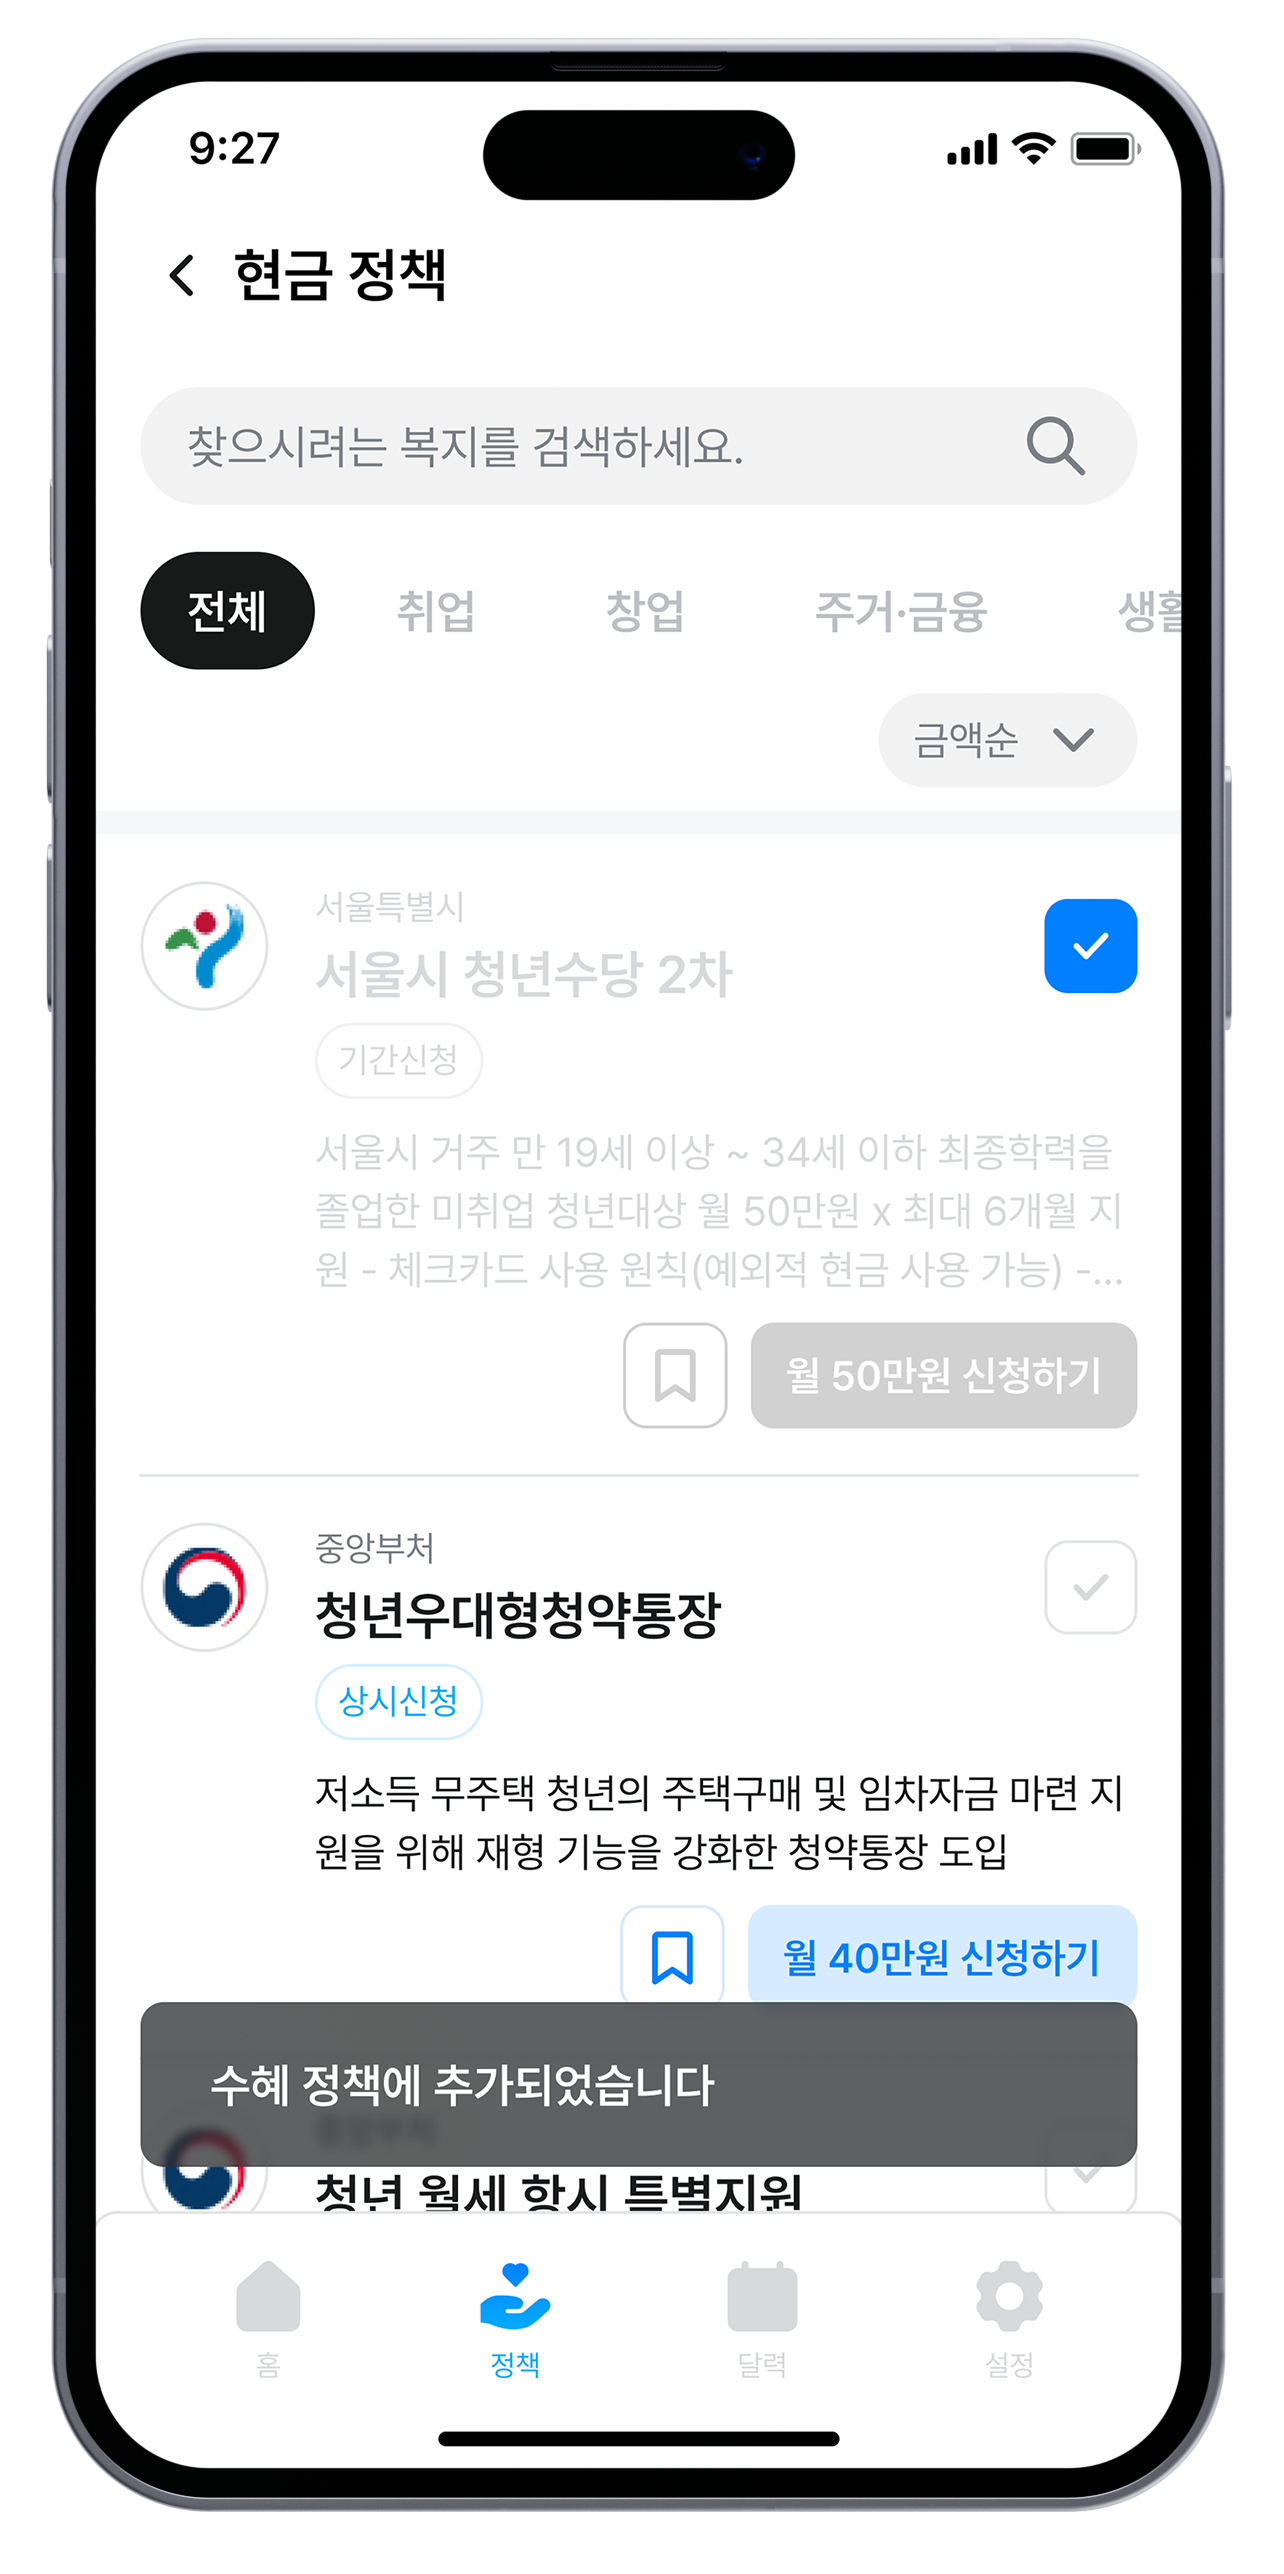 9:27
현금 정책
찾으시려는 복지를 검색하세요.
전체 취업 창업 주거·금융 생활
금액순
서울특별시
서울시 청년수당 2차
기간신청
서울시 거주 만 19세 이상 ~ 34세 이하 최종학력을
졸업한 미취업 청년대상 월 50만원 x 최대 6개월 지
원 - 체크카드 사용 원칙(예외적 현금 사용 가능) -...
월 50만원 신청하기
중앙부처
청년우대형청약통장
상시신청
저소득 무주택 청년의 주택구매 및 임차자금 마련 지
원을 위해 재형 기능을 강화한 청약통장 도입
월 40만원 신청하기
수혜 정책에 추가되었습니다
중앙부처
청년 월세 한시 특별지원
홈 정책 달력 설정